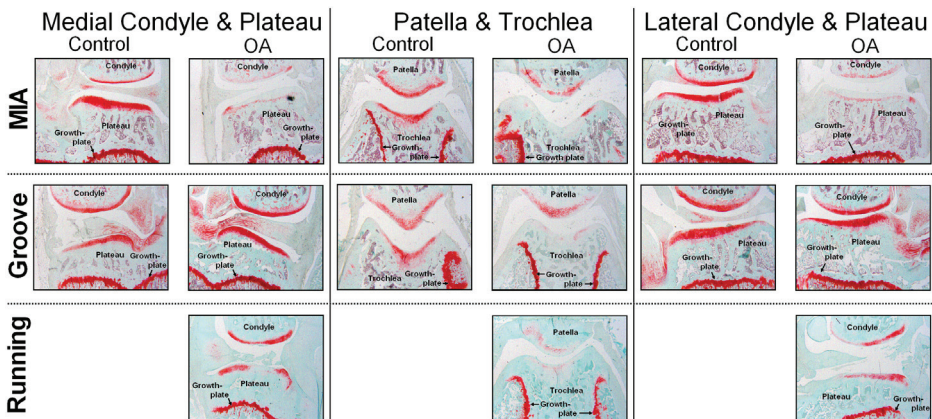 Medial Condyle & Plateau
Patella & Trochlea
Lateral Condyle & Plateau
Control
OA
Control
OA
Control
OA
MIA
Condyle
Plateau
Growth-
plate
Condyle
Plateau
Growth-
plate
Patella
Trochlea
Growth-
plate
Patella
Trochlea
Growth plate
Condyle
Plateau
Growth-
plate
Condyle
Plateau
Growth-
plate
Groove
Condyle
Plateau
Growth-
plate
Condyle
Plateau
Growth-
plate
Patella
Trochlea
Growth-
plate
Patella
Trochlea
Growth-
plate
Condyle
Plateau
Growth-
plate
Condyle
Plateau
Growth-
plate
Running
Condyle
Growth-
plate
Plateau
Patella
Trochlea
Growth-
plate
Condyle
Plateau
Growth-
plate